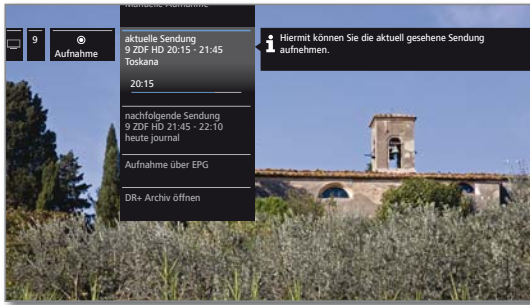 Manuelle Aufnahme
9
Aufnahme
aktuelle Sendung
9 ZDF HD 20:15 - 21:45
Toskana
20:15
nachfolgende Sendung
9 ZDF HD 21:45 - 22:10
heute journal
Aufnahme über EPG
DR+ Archiv öffnen
i Hiermit können Sie die aktuell gesehene Sendung
aufnehmen.